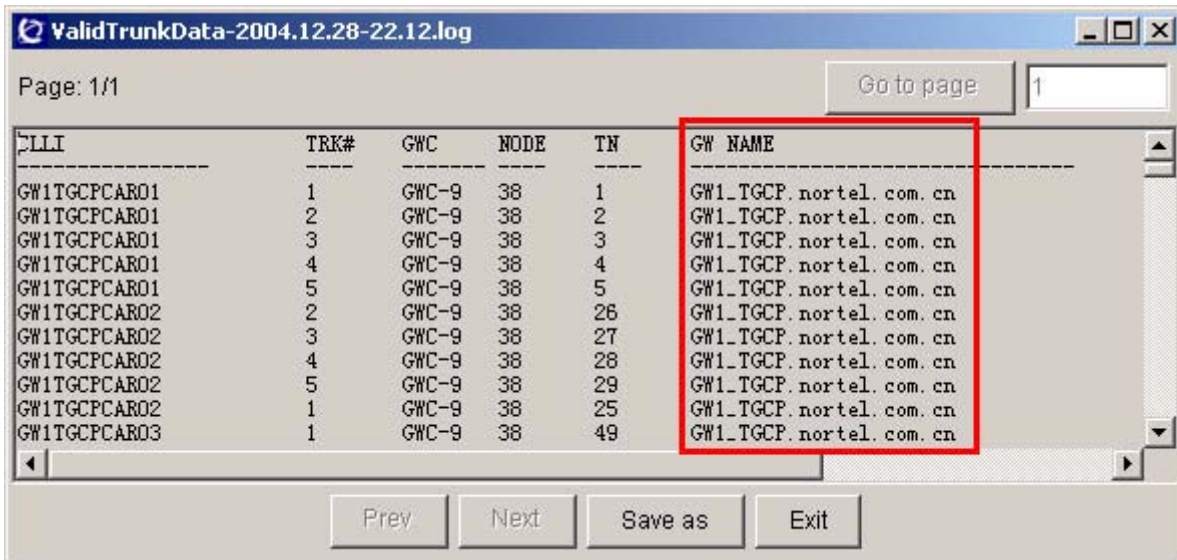 ValidTrunkData-2004.12.28-22.12.log
Page: 1/1 Go to page 1
CLLI TRK# GWC NODE TN GW NAME
---------------- ---- ------- ---- ---- --------------------------------
GW1TGCPCAR01 1 GWC-9 38 1 GW1_TGCP.nortel.com.cn
GW1TGCPCAR01 2 GWC-9 38 2 GW1_TGCP.nortel.com.cn
GW1TGCPCAR01 3 GWC-9 38 3 GW1_TGCP.nortel.com.cn
GW1TGCPCAR01 4 GWC-9 38 4 GW1_TGCP.nortel.com.cn
GW1TGCPCAR01 5 GWC-9 38 5 GW1_TGCP.nortel.com.cn
GW1TGCPCAR02 2 GWC-9 38 26 GW1_TGCP.nortel.com.cn
GW1TGCPCAR02 3 GWC-9 38 27 GW1_TGCP.nortel.com.cn
GW1TGCPCAR02 4 GWC-9 38 28 GW1_TGCP.nortel.com.cn
GW1TGCPCAR02 5 GWC-9 38 29 GW1_TGCP.nortel.com.cn
GW1TGCPCAR02 1 GWC-9 38 25 GW1_TGCP.nortel.com.cn
GW1TGCPCAR03 1 GWC-9 38 49 GW1_TGCP.nortel.com.cn
Prev Next Save as Exit